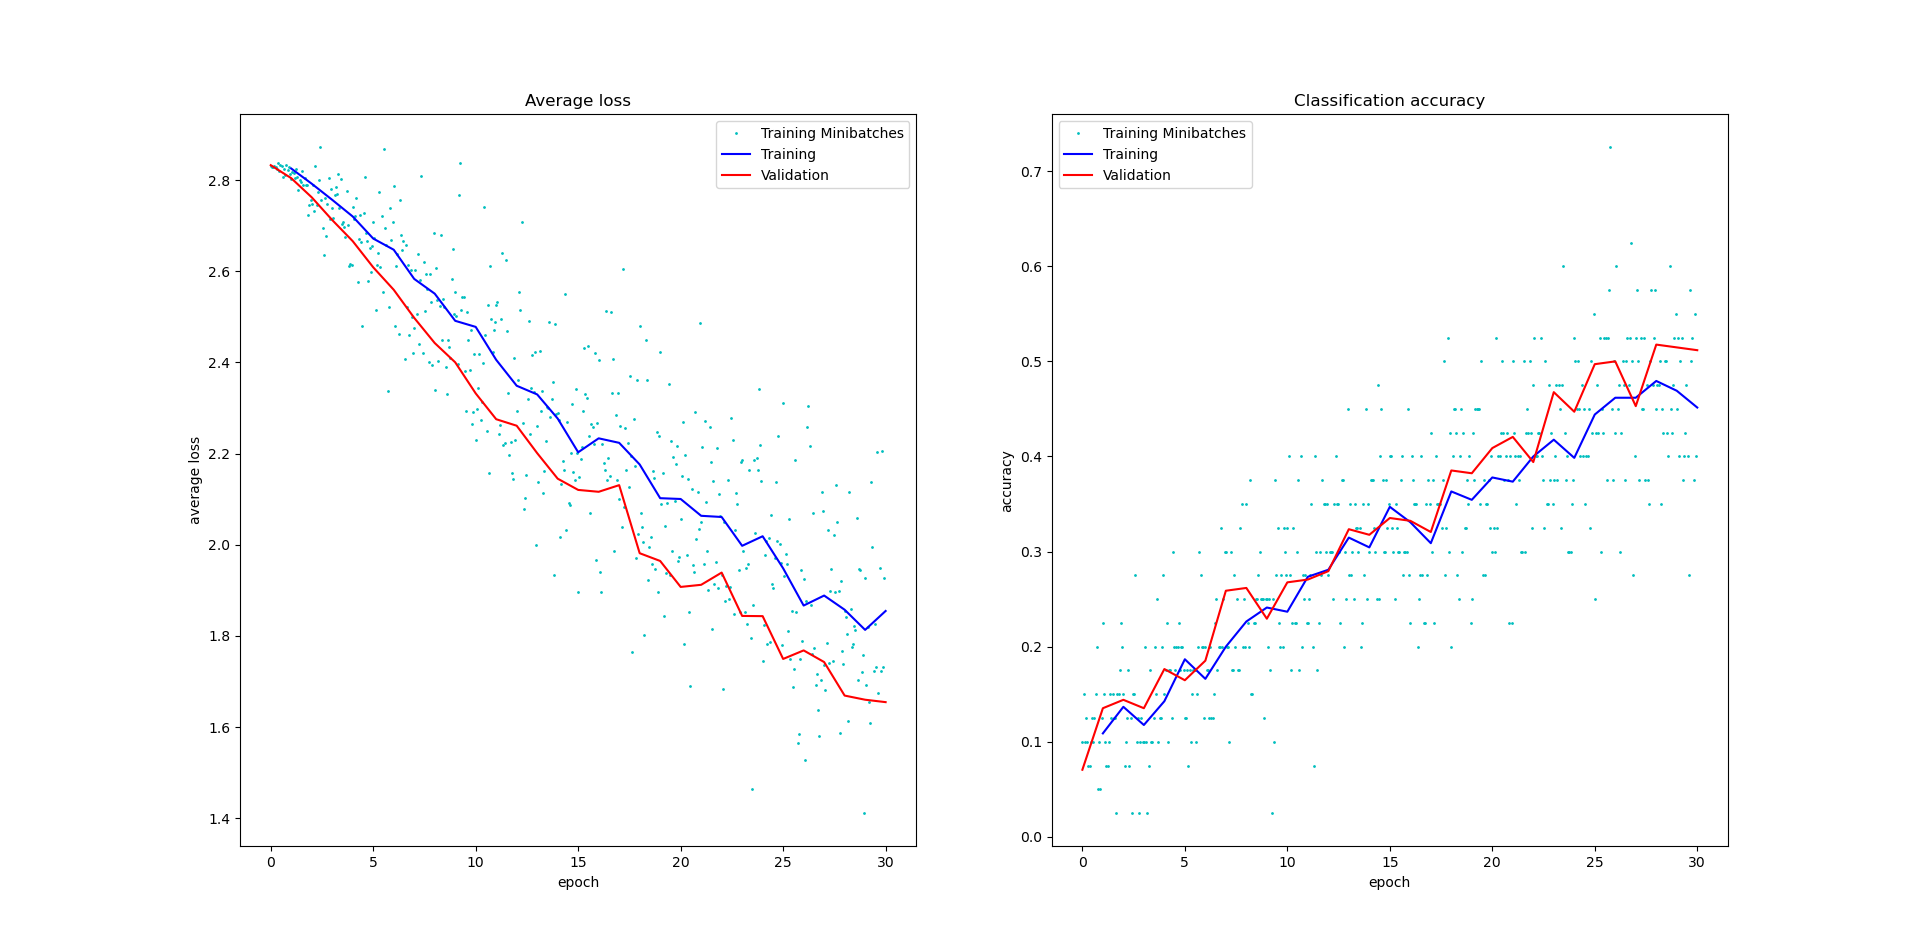 Average loss
Training Minibatches
Training
Validation
2.8
2.6
2.4
2.2
2.0
1.8
1.6
1.4
average loss
0 5 10 15 20 25 30
epoch
Classification accuracy
Training Minibatches
Training
Validation
0.7
0.6
0.5
0.4
0.3
0.2
0.1
0.0
accuracy
0 5 10 15 20 25 30
epoch